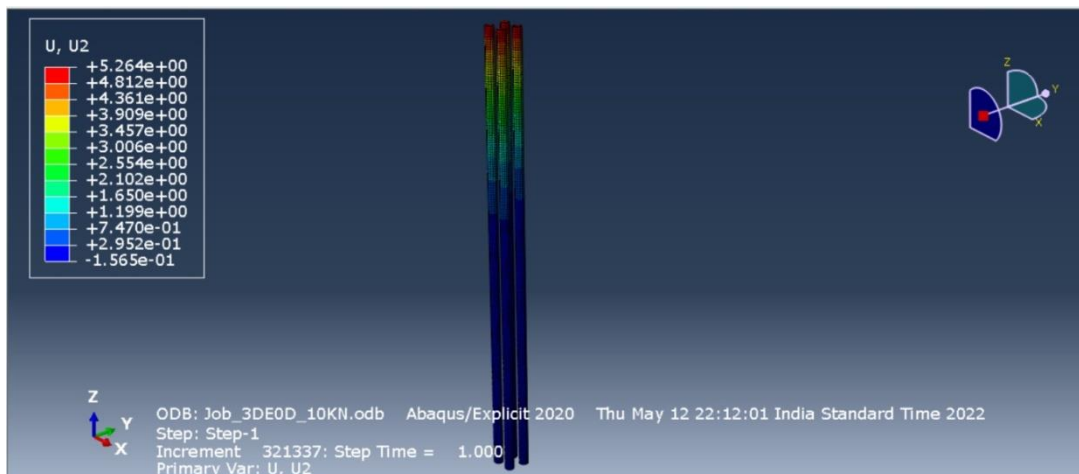 U, U2
+5.264e+00
+4.812e+00
+4.361e+00
+3.909e+00
+3.457e+00
+3.006e+00
+2.554e+00
+2.102e+00
+1.650e+00
+1.199e+00
+7.470e-01
+2.952e-01
-1.565e-01
Z
Y
X
Z
Y
X
ODB: Job_3DE0D_10KN.odb Abaqus/Explicit 2020 Thu May 12 22:12:01 India Standard Time 2022
Step: Step-1
Increment 321337: Step Time = 1.000
Primary Var: U, U2